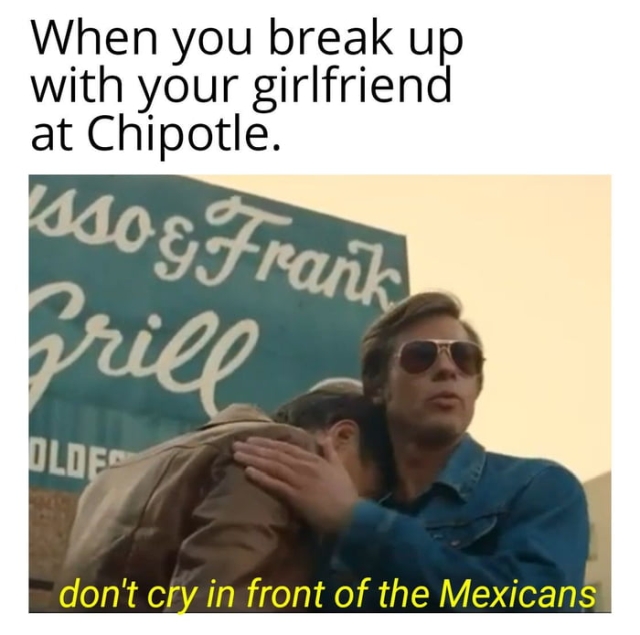 When you break up
with your girlfriend
at Chipotle.
sso & Frank
Grill
OLDES
don't cry in front of the Mexicans